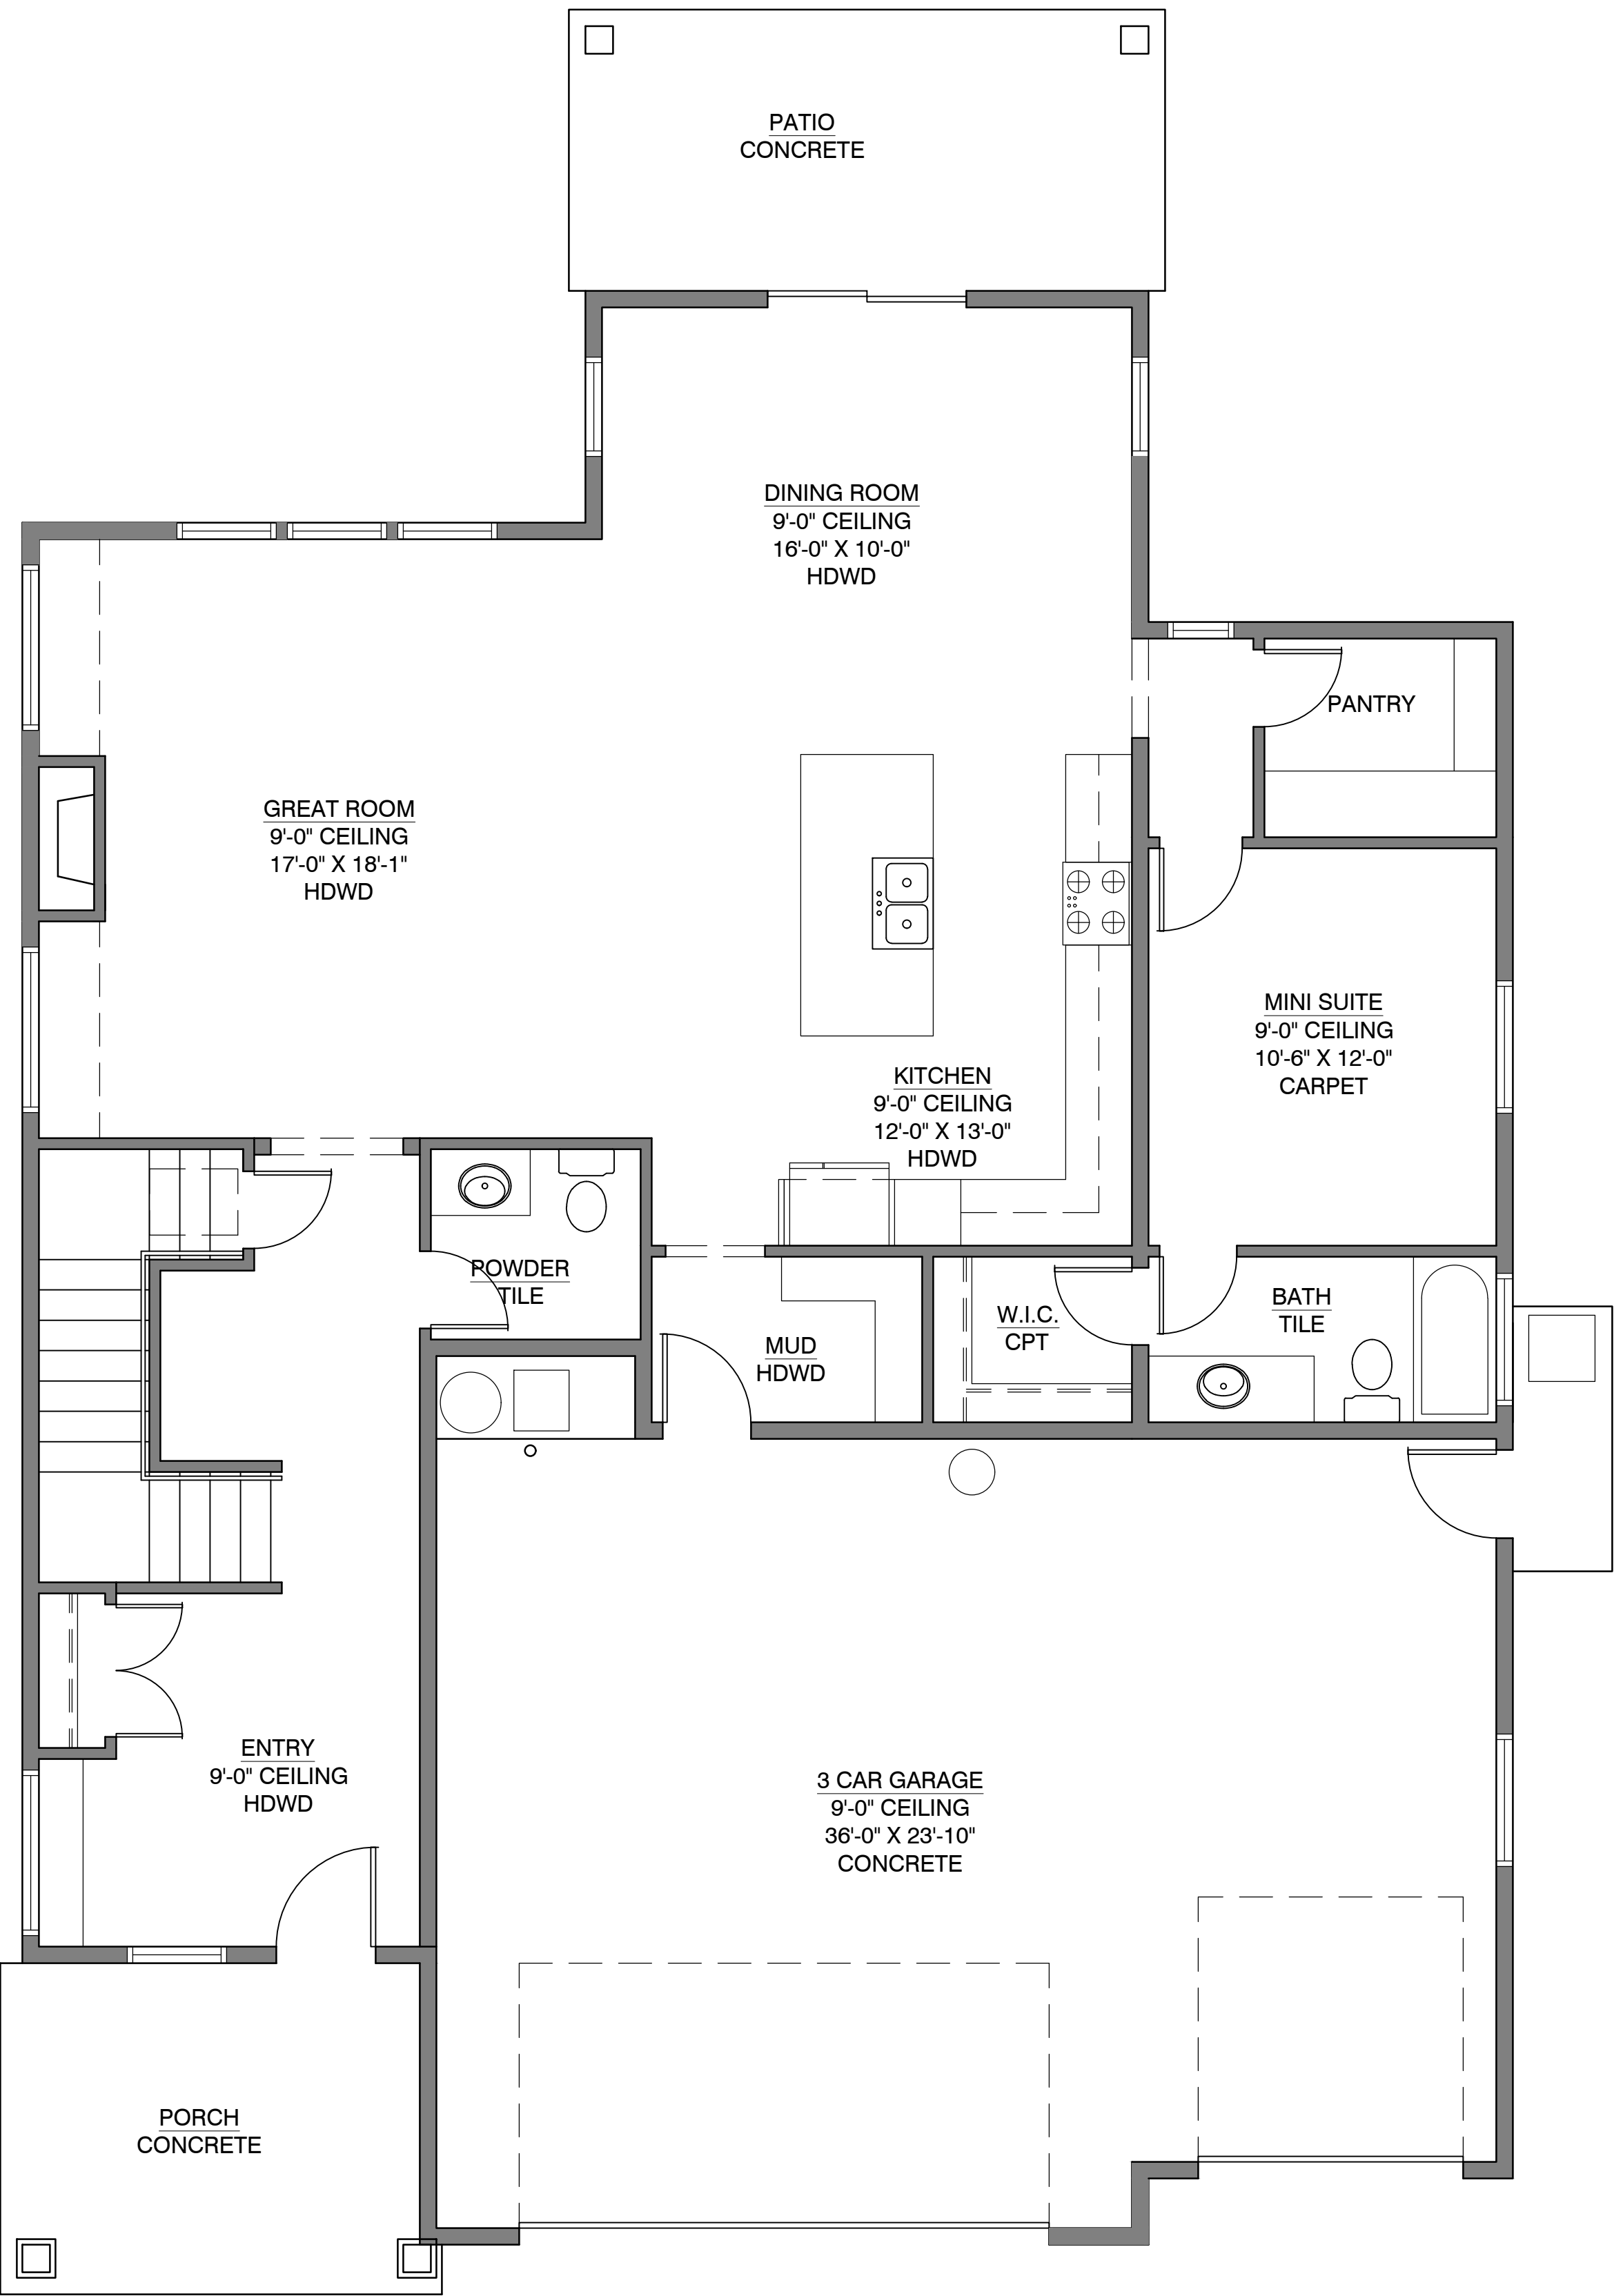 PATIO
CONCRETE
DINING ROOM
9'-0" CEILING
16'-0" X 10'-0"
HDWD
PANTRY
GREAT ROOM
9'-0" CEILING
17'-0" X 18'-1"
HDWD
MINI SUITE
9'-0" CEILING
10'-6" X 12'-0"
CARPET
KITCHEN
9'-0" CEILING
12'-0" X 13'-0"
HDWD
POWDER
TILE
MUD
HDWD
W.I.C.
CPT
BATH
TILE
ENTRY
9'-0" CEILING
HDWD
3 CAR GARAGE
9'-0" CEILING
36'-0" X 23'-10"
CONCRETE
PORCH
CONCRETE